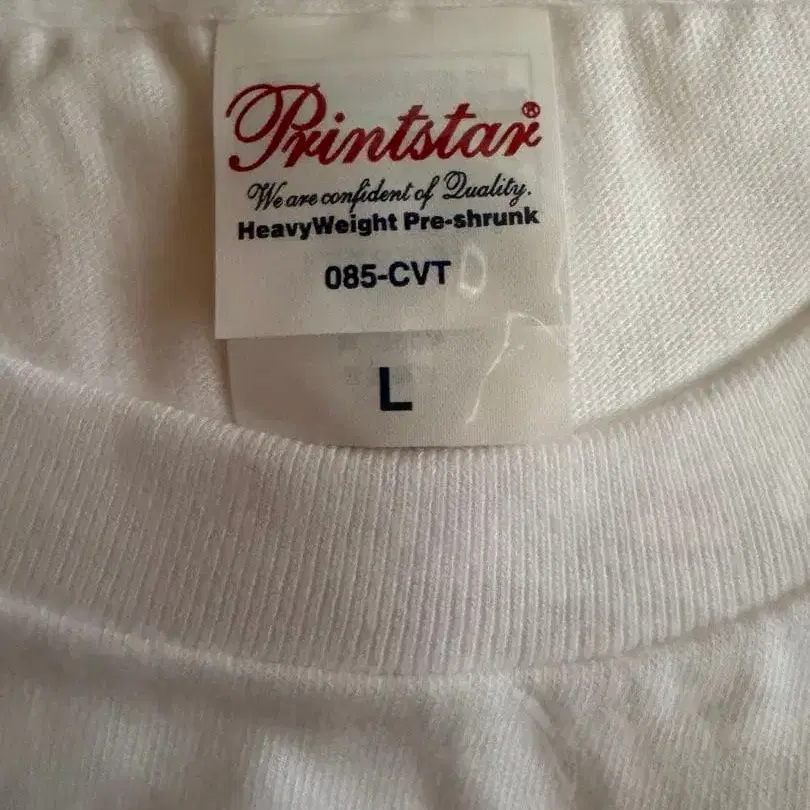 Printstar®
We are confident of Quality.
HeavyWeight Pre-shrunk
085-CVT
L